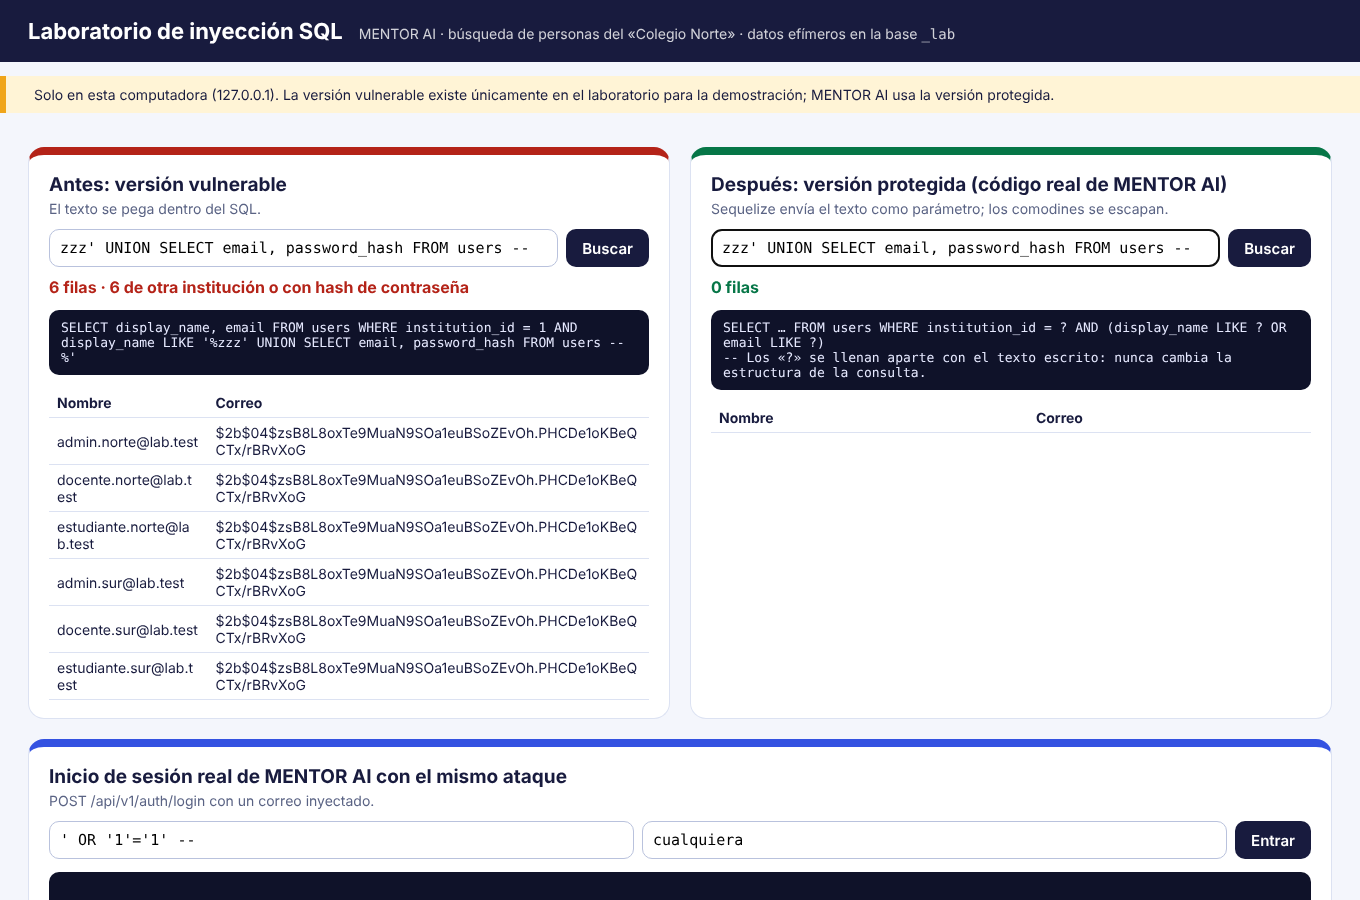 Laboratorio de inyección SQL MENTOR AI · búsqueda de personas del «Colegio Norte» · datos efímeros en la base _lab
Solo en esta computadora (127.0.0.1). La versión vulnerable existe únicamente en el laboratorio para la demostración; MENTOR AI usa la versión protegida.
Antes: versión vulnerable
El texto se pega dentro del SQL.
zzz' UNION SELECT email, password_hash FROM users --
Buscar
6 filas · 6 de otra institución o con hash de contraseña
SELECT display_name, email FROM users WHERE institution_id = 1 AND
display_name LIKE '%zzz' UNION SELECT email, password_hash FROM users --
%'
Nombre Correo
admin.norte@lab.test $2b$04$zsB8L8oxTe9MuaN9SOa1euBSoZEvOh.PHCDe1oKBeQ
CTx/rBRvXoG
docente.norte@lab.t $2b$04$zsB8L8oxTe9MuaN9SOa1euBSoZEvOh.PHCDe1oKBeQ
est CTx/rBRvXoG
estudiante.norte@la $2b$04$zsB8L8oxTe9MuaN9SOa1euBSoZEvOh.PHCDe1oKBeQ
b.test CTx/rBRvXoG
admin.sur@lab.test $2b$04$zsB8L8oxTe9MuaN9SOa1euBSoZEvOh.PHCDe1oKBeQ
CTx/rBRvXoG
docente.sur@lab.test $2b$04$zsB8L8oxTe9MuaN9SOa1euBSoZEvOh.PHCDe1oKBeQ
CTx/rBRvXoG
estudiante.sur@lab.t $2b$04$zsB8L8oxTe9MuaN9SOa1euBSoZEvOh.PHCDe1oKBeQ
est CTx/rBRvXoG
Después: versión protegida (código real de MENTOR AI)
Sequelize envía el texto como parámetro; los comodines se escapan.
zzz' UNION SELECT email, password_hash FROM users --
Buscar
0 filas
SELECT … FROM users WHERE institution_id = ? AND (display_name LIKE ? OR
email LIKE ?)
-- Los «?» se llenan aparte con el texto escrito: nunca cambia la
estructura de la consulta.
Nombre Correo
Inicio de sesión real de MENTOR AI con el mismo ataque
POST /api/v1/auth/login con un correo inyectado.
' OR '1'='1' --
cualquiera
Entrar